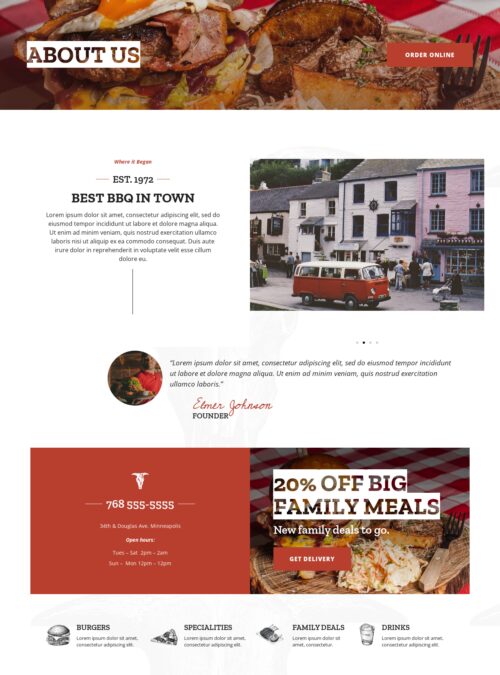 ABOUT US
ORDER ONLINE
Where it Began
EST. 1972
BEST BBQ IN TOWN
Lorem ipsum dolor sit amet, consectetur adipiscing elit, sed do
eiusmod tempor incididunt ut labore et dolore magna aliqua.
Ut enim ad minim veniam, quis nostrud exercitation ullamco
laboris nisi ut aliquip ex ea commodo consequat. Duis aute
irure dolor in reprehenderit in voluptate velit esse cillum
dolore eu.
“Lorem ipsum dolor sit amet, consectetur adipiscing elit, sed do eiusmod tempor incididunt
ut labore et dolore magna aliqua. Ut enim ad minim veniam, quis nostrud exercitation
ullamco laboris.”
Elmer Johnson
FOUNDER
768 555-5555
34th & Douglas Ave. Minneapolis
Open hours:
Tues – Sat 2pm – 2am
Sun – Mon 12pm – 12pm
20% OFF BIG
FAMILY MEALS
New family deals to go.
GET DELIVERY
BURGERS
Lorem ipsum dolor sit amet,
consectetur adipiscing elit.
SPECIALITIES
Lorem ipsum dolor sit amet,
consectetur adipiscing elit.
FAMILY DEALS
Lorem ipsum dolor sit
amet, consectetur.
DRINKS
Lorem ipsum dolor sit amet,
consectetur adipiscing elit.